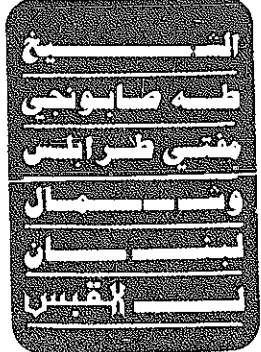 الشيخ
طه صابونجي
مفتي طرابلس
وشمال
لبنان
لـ القبس